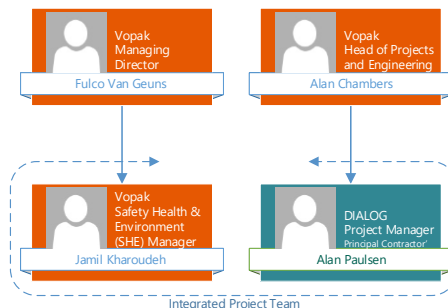 Vopak
Managing
Director
Fulco Van Geuns
Vopak
Head of Projects
and Engineering
Alan Chambers
Vopak
Safety Health &
Environment
(SHE) Manager
Jamil Kharoudeh
DIALOG
Project Manager
Principal Contractor'
Alan Paulsen
Integrated Project Team